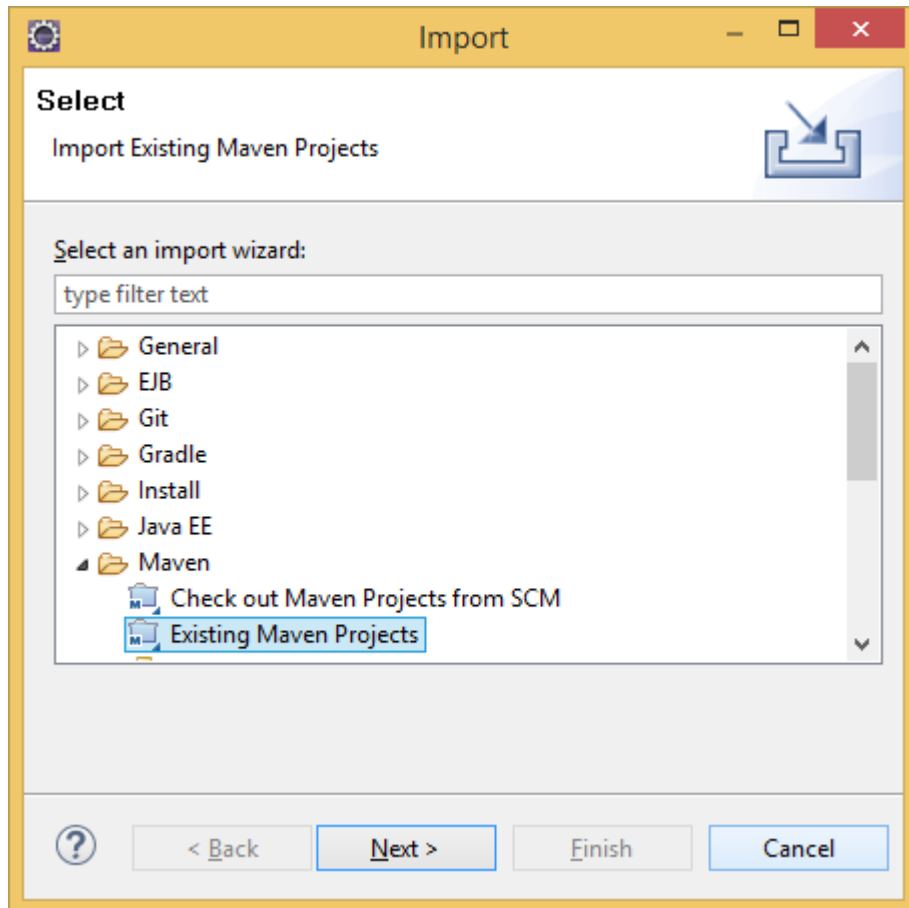 Import
Select
Import Existing Maven Projects
Select an import wizard:
type filter text
General
EJB
Git
Gradle
Install
Java EE
Maven
Check out Maven Projects from SCM
Existing Maven Projects
? < Back Next > Finish Cancel